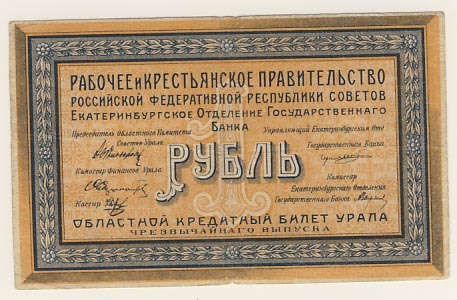 РАБОЧЕЕ И КРЕСТЬЯНСКОЕ ПРАВИТЕЛЬСТВО
РОССИЙСКОЙ ФЕДЕРАТИВНОЙ РЕСПУБЛИКИ СОВЕТОВ
ЕКАТЕРИНБУРГСКОЕ ОТДЕЛЕНИЕ ГОСУДАРСТВЕННАГО
БАНКА
Председатель Областного Комитета
Советов Урала
Управляющий Екатеринбургским Отд.
Государственнаго Банка
РУБЛЬ
Комиссар Финансов Урала
Кассир
Комиссар
Екатеринбургскаго Отделения
Государственнаго Банка
ОБЛАСТНОЙ КРЕДИТНЫЙ БИЛЕТ УРАЛА
ЧРЕЗВЫЧАЙНАГО ВЫПУСКА